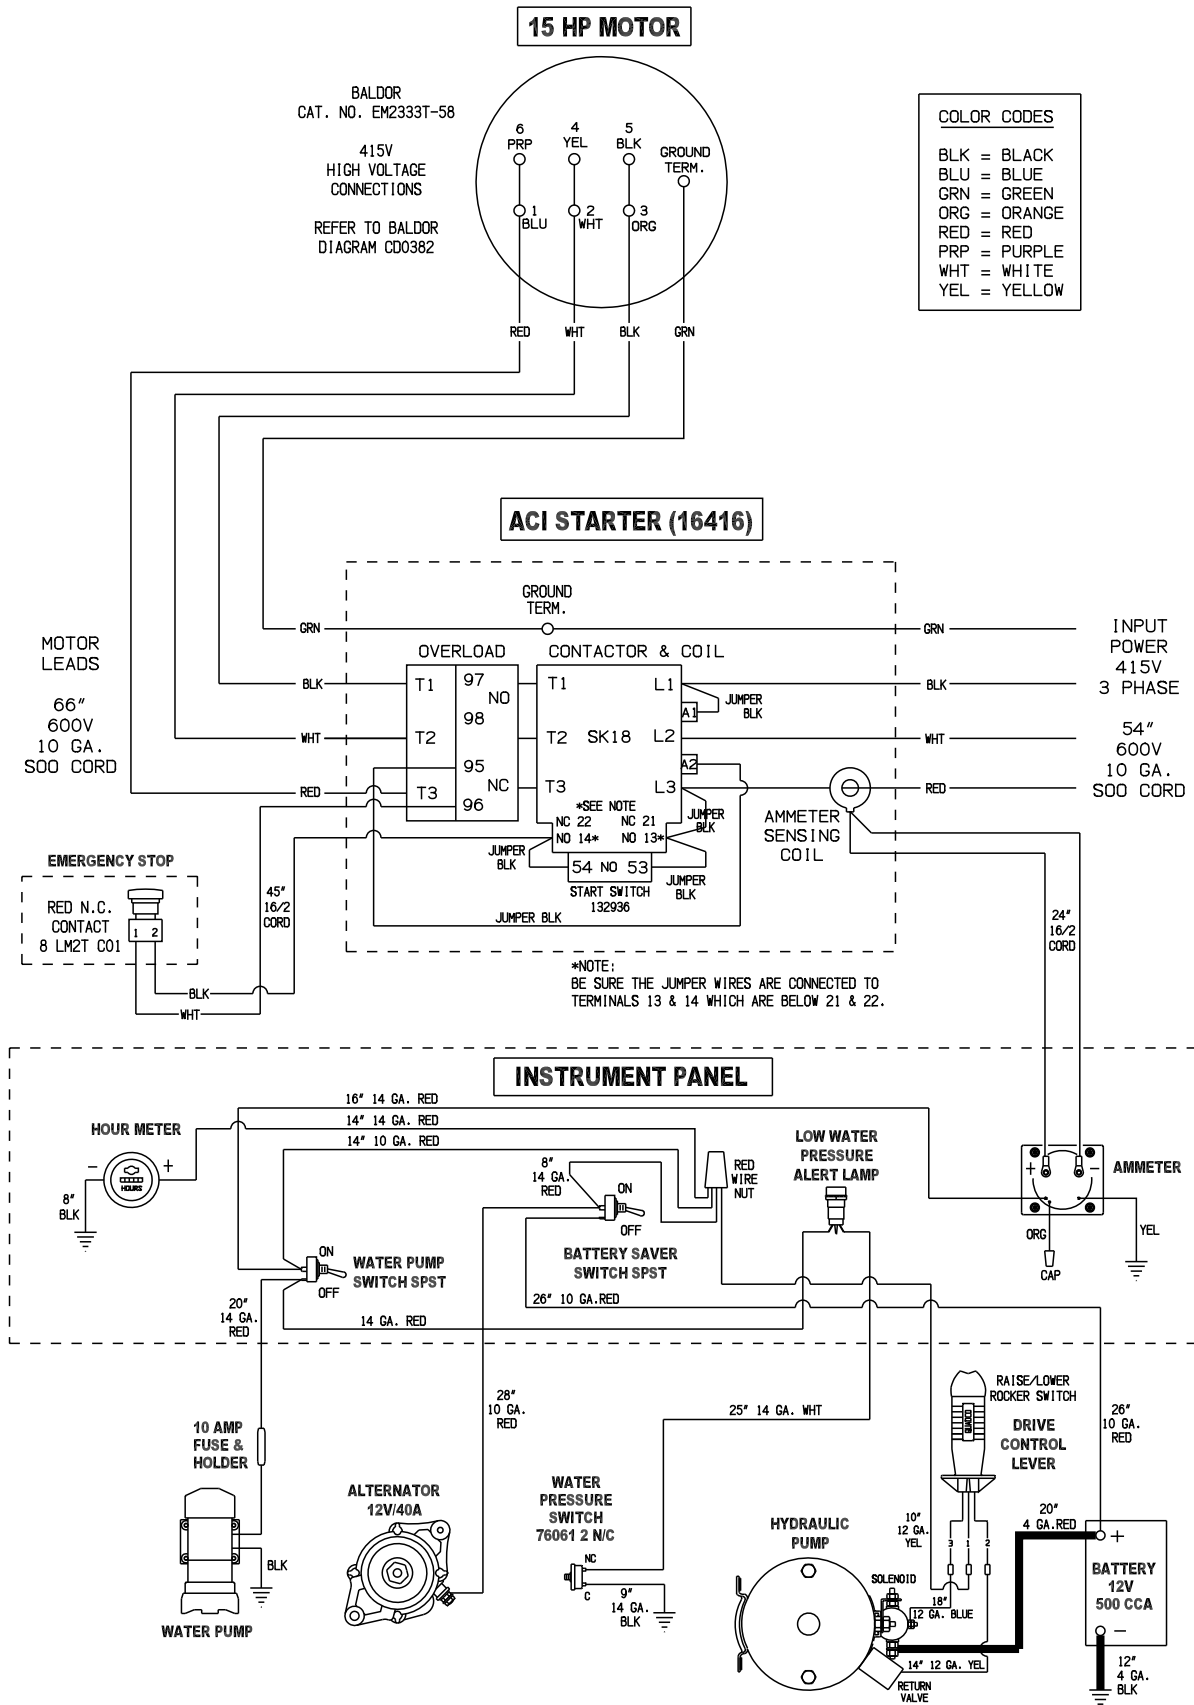 15 HP MOTOR
BALDOR
CAT. NO. EM2333T-58
415V
HIGH VOLTAGE
CONNECTIONS
REFER TO BALDOR
DIAGRAM CD0382
6
PRP
4
YEL
5
BLK
GROUND
TERM.
1
BLU
2
WHT
3
ORG
RED
WHT
BLK
GRN
COLOR CODES
BLK = BLACK
BLU = BLUE
GRN = GREEN
ORG = ORANGE
RED = RED
PRP = PURPLE
WHT = WHITE
YEL = YELLOW
ACI STARTER (16416)
GROUND
TERM.
GRN
GRN
MOTOR
LEADS
66"
600V
10 GA.
SOO CORD
BLK
WHT
RED
OVERLOAD
T1
T2
T3
97
NO
98
95
NC
96
CONTACTOR & COIL
T1
T2
T3
SK18
L1
L2
L3
A1
A2
JUMPER
BLK
*SEE NOTE
NC 22
NC 21
NO 14*
NO 13*
JUMPER
BLK
JUMPER
BLK
54 NO 53
JUMPER
BLK
START SWITCH
132936
JUMPER BLK
BLK
WHT
RED
AMMETER
SENSING
COIL
INPUT
POWER
415V
3 PHASE
54"
600V
10 GA.
SOO CORD
EMERGENCY STOP
RED N.C.
CONTACT
8 LM2T C01
1 2
45"
16/2
CORD
BLK
WHT
24"
16/2
CORD
*NOTE:
BE SURE THE JUMPER WIRES ARE CONNECTED TO
TERMINALS 13 & 14 WHICH ARE BELOW 21 & 22.
INSTRUMENT PANEL
16" 14 GA. RED
14" 14 GA. RED
14" 10 GA. RED
HOUR METER
- +
HOURS
8"
BLK
8"
14 GA.
RED
ON
OFF
BATTERY SAVER
SWITCH SPST
RED
WIRE
NUT
LOW WATER
PRESSURE
ALERT LAMP
+ -
AMMETER
ORG
CAP
YEL
ON
OFF
WATER PUMP
SWITCH SPST
20"
14 GA.
RED
26" 10 GA.RED
14 GA. RED
28"
10 GA.
RED
25" 14 GA. WHT
10 AMP
FUSE &
HOLDER
BLK
WATER PUMP
ALTERNATOR
12V/40A
WATER
PRESSURE
SWITCH
76061 2 N/C
NC
C
9"
14 GA.
BLK
HYDRAULIC
PUMP
SOLENOID
RETURN
VALVE
QUADCO
RAISE/LOWER
ROCKER SWITCH
DRIVE
CONTROL
LEVER
10"
12 GA.
YEL
3 1 2
18"
12 GA. BLUE
14" 12 GA. YEL
20"
4 GA.RED
26"
10 GA.
RED
+
BATTERY
12V
500 CCA
-
12"
4 GA.
BLK